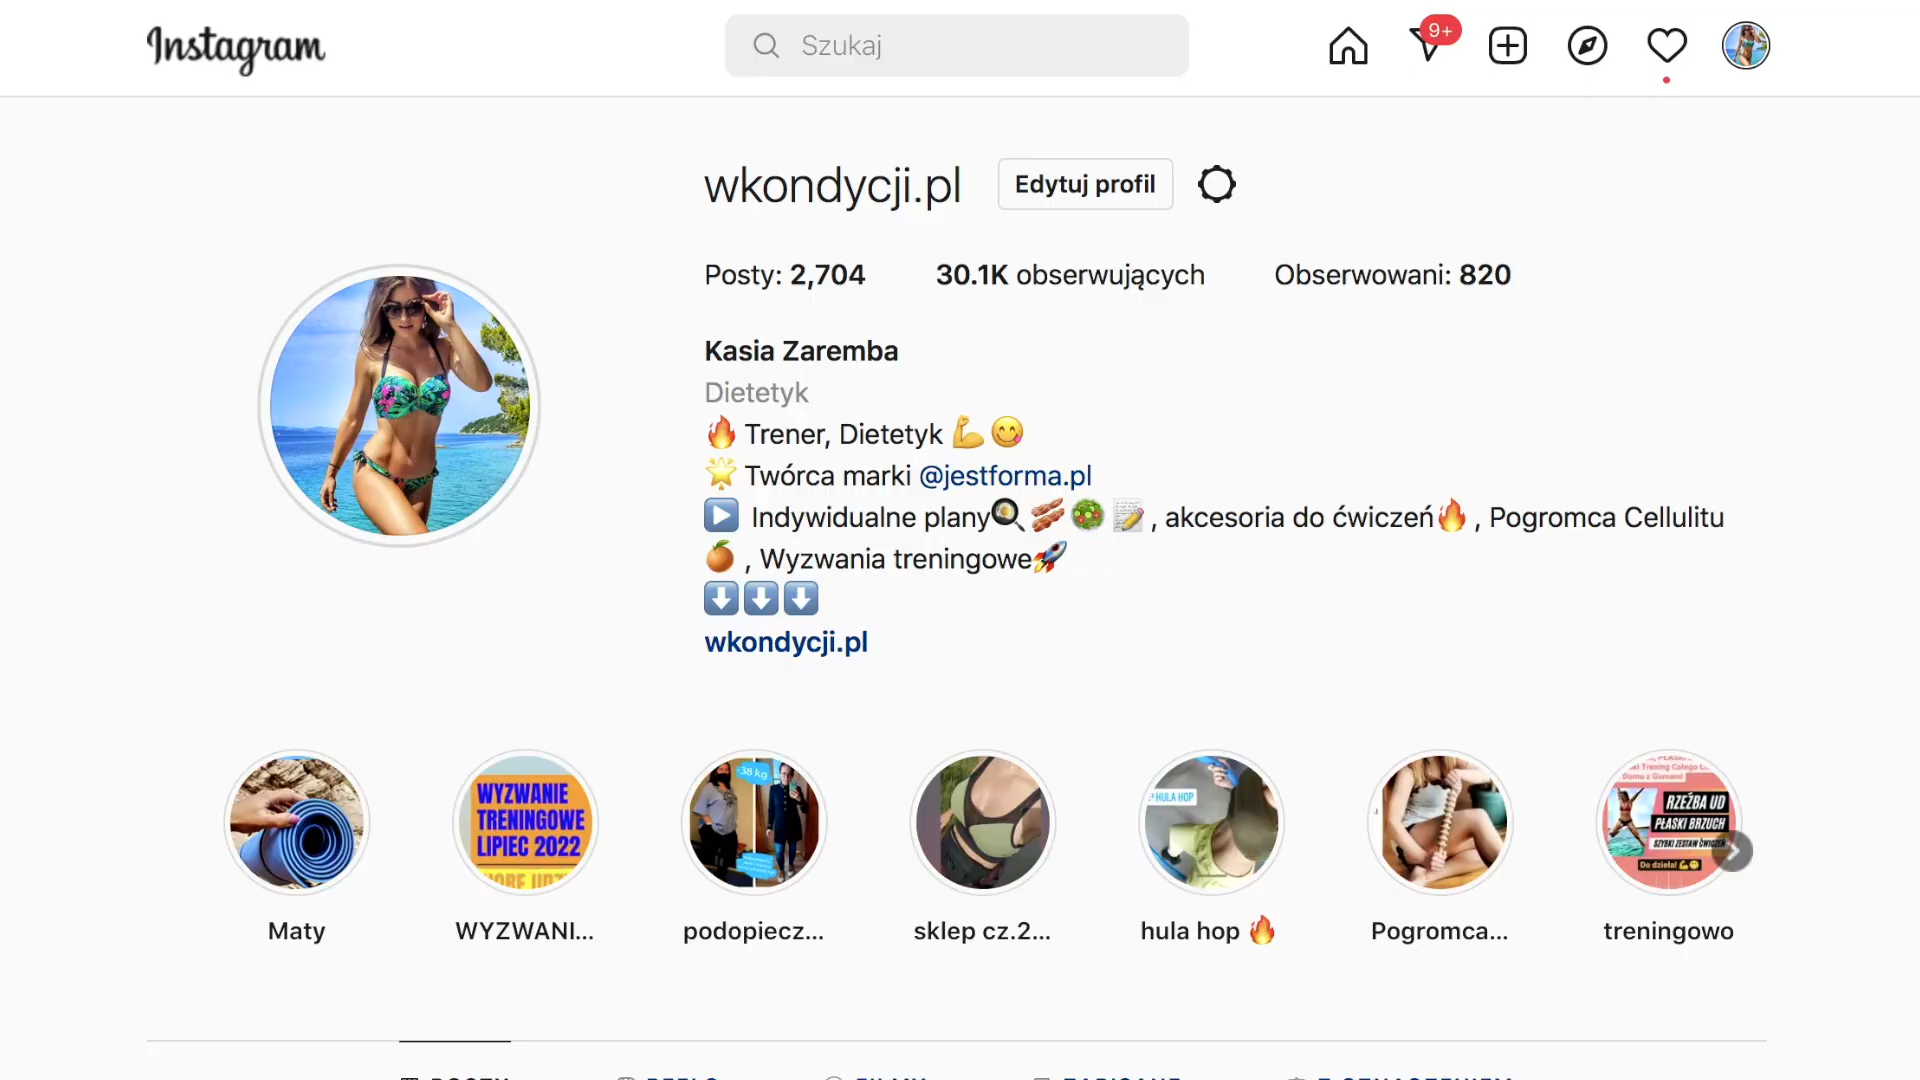 Instagram
Szukaj
9+
wkondycji.pl
Edytuj profil
Posty: 2,704
30.1K obserwujących
Obserwowani: 820
Kasia Zaremba
Dietetyk
🔥 Trener, Dietetyk 💪😋
🌟 Twórca marki @jestforma.pl
▶️ Indywidualne plany🍳🥓🥗📝 , akcesoria do ćwiczeń🔥 , Pogromca Cellulitu
🍊 , Wyzwania treningowe🚀
⬇️⬇️⬇️
wkondycji.pl
WYZWANIE
TRENINGOWE
LIPIEC 2022
-38 kg
HULA HOP
RZEŹBA UD
PŁASKI BRZUCH
SZYBKI ZESTAW ĆWICZEŃ
Do dzieła! 💪😋
Maty
WYZWANI...
podopiecz...
sklep cz.2...
hula hop 🔥
Pogromca...
treningowo